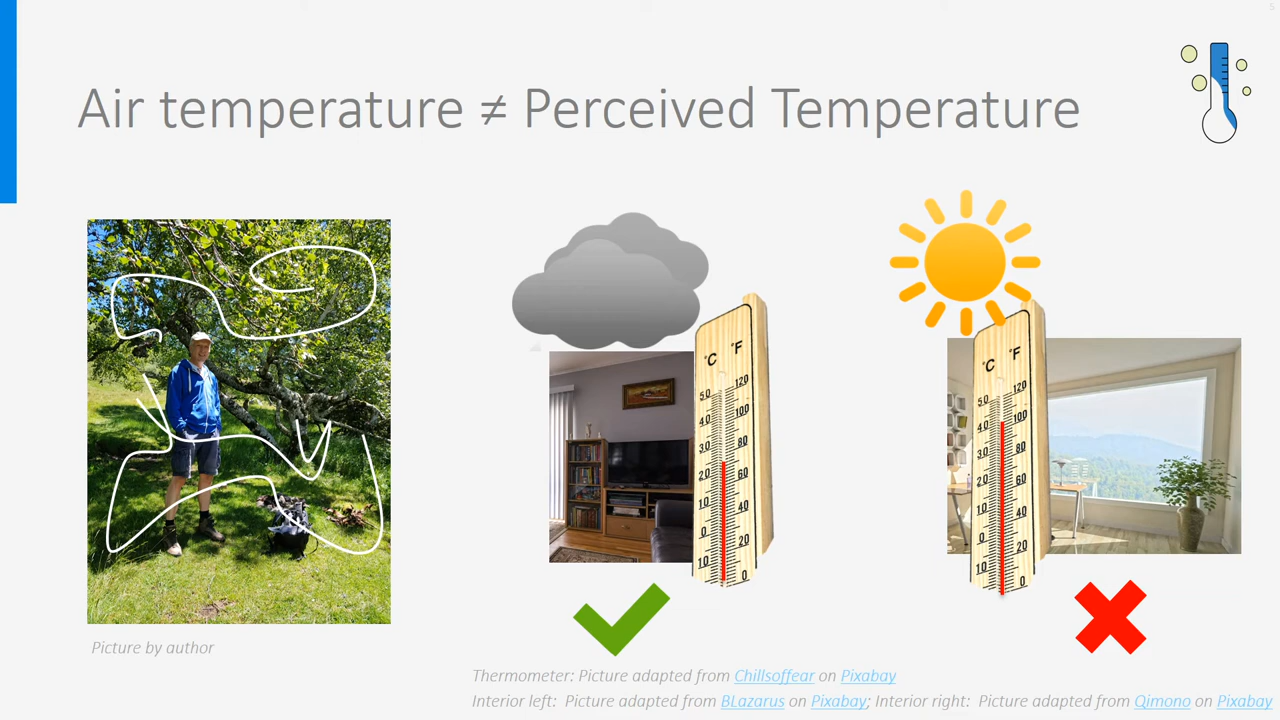 Air temperature ≠ Perceived Temperature
°C °F
50 120
40 100
30 80
20 60
10 40
0 20
10 0
°C °F
50 120
40 100
30 80
20 60
10 40
0 20
10 0
Picture by author
Thermometer: Picture adapted from Chillsoffear on Pixabay
Interior left: Picture adapted from BLazarus on Pixabay; Interior right: Picture adapted from Qimono on Pixabay